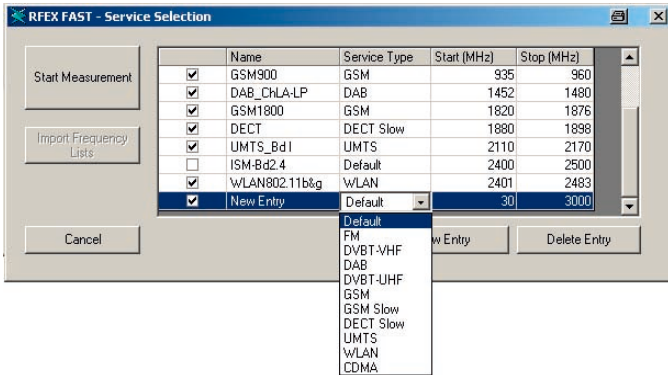 RFEX FAST - Service Selection
Start Measurement
Import Frequency
Lists
Cancel
Name Service Type Start (MHz) Stop (MHz)
GSM900 GSM 935 960
DAB_ChLA-LP DAB 1452 1480
GSM1800 GSM 1820 1876
DECT DECT Slow 1880 1898
UMTS_Bd I UMTS 2110 2170
ISM-Bd2.4 Default 2400 2500
WLAN802.11b&g WLAN 2401 2483
New Entry Default 30 3000
Default
FM
DVBT-VHF
DAB
DVBT-UHF
GSM
GSM Slow
DECT Slow
UMTS
WLAN
CDMA
w Entry
Delete Entry